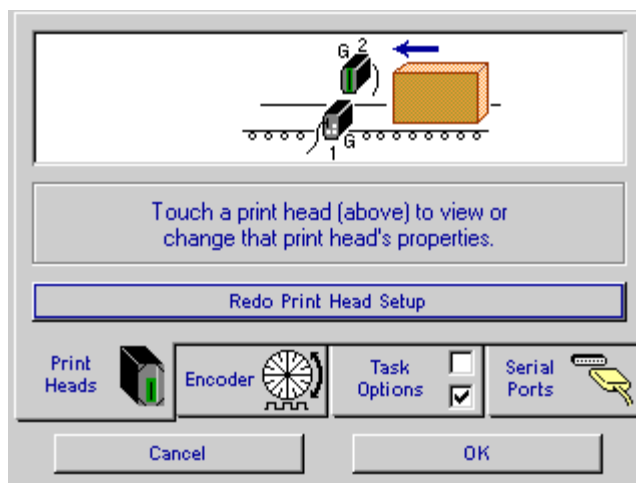 G 2
1 G
Touch a print head (above) to view or
change that print head's properties.
Redo Print Head Setup
Print
Heads
Encoder
Task
Options
Serial
Ports
Cancel
OK